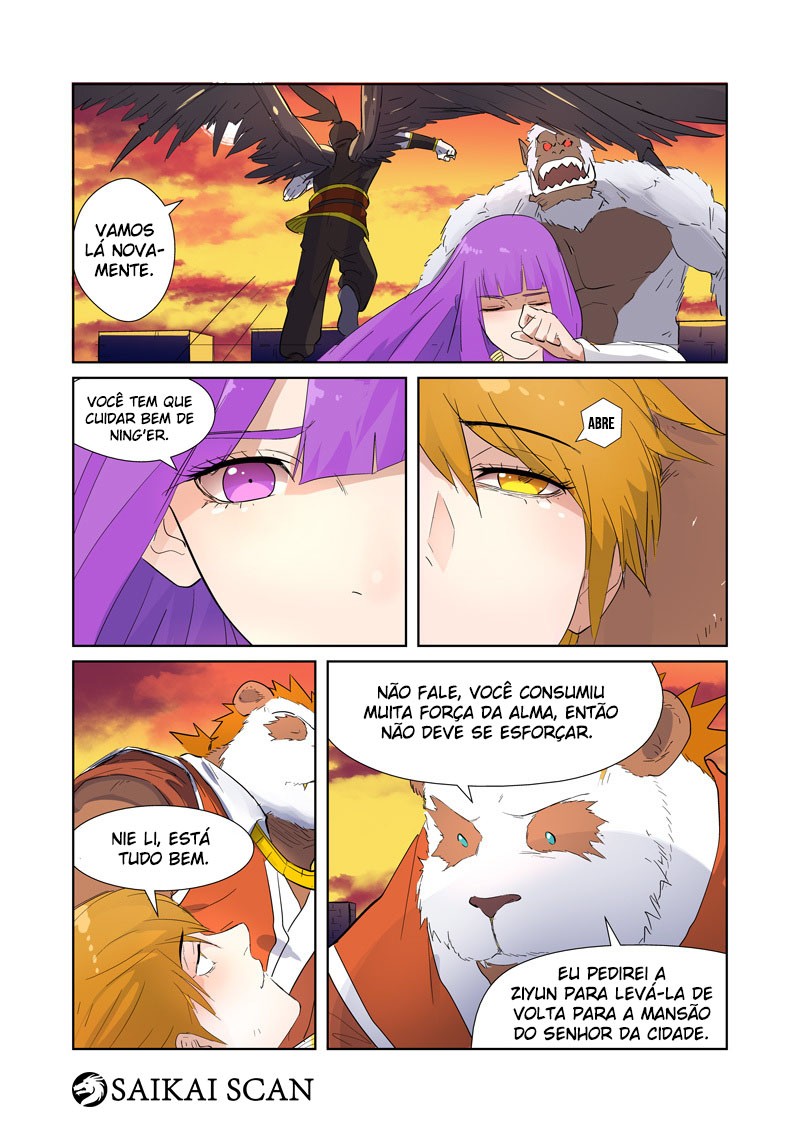 VAMOS
LÁ NOVA-
MENTE.
VOCÊ TEM QUE
CUIDAR BEM DE
NING'ER.
ABRE
NIE LI, ESTÁ
TUDO BEM.
NÃO FALE, VOCÊ CONSUMIU
MUITA FORÇA DA ALMA, ENTÃO
NÃO DEVE SE ESFORÇAR.
EU PEDIREI A
ZIYUN PARA LEVÁ-LA DE
VOLTA PARA A MANSÃO
DO SENHOR DA CIDADE.
SAIKAI SCAN